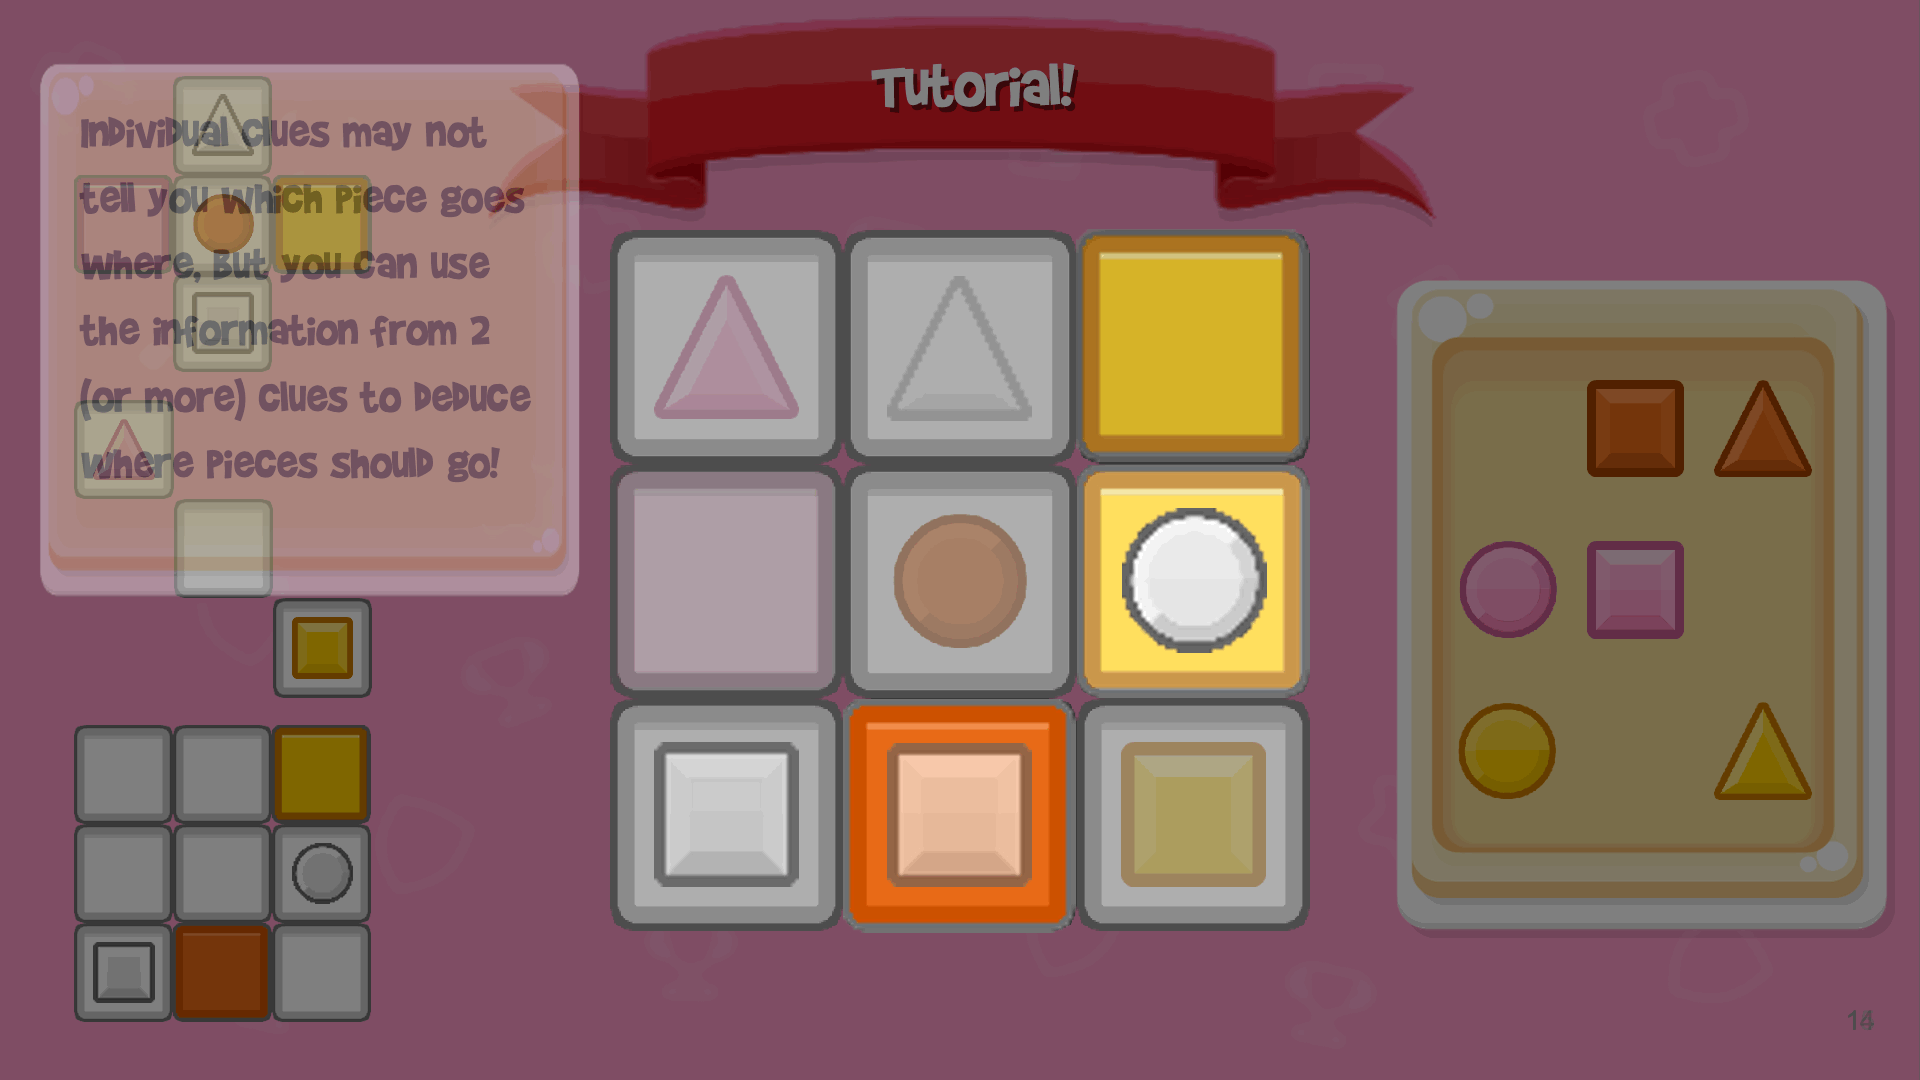 Tutorial!
Individual clues may not
tell you which piece goes
where, but you can use
the information from 2
(or more) clues to deduce
where pieces should go!
14